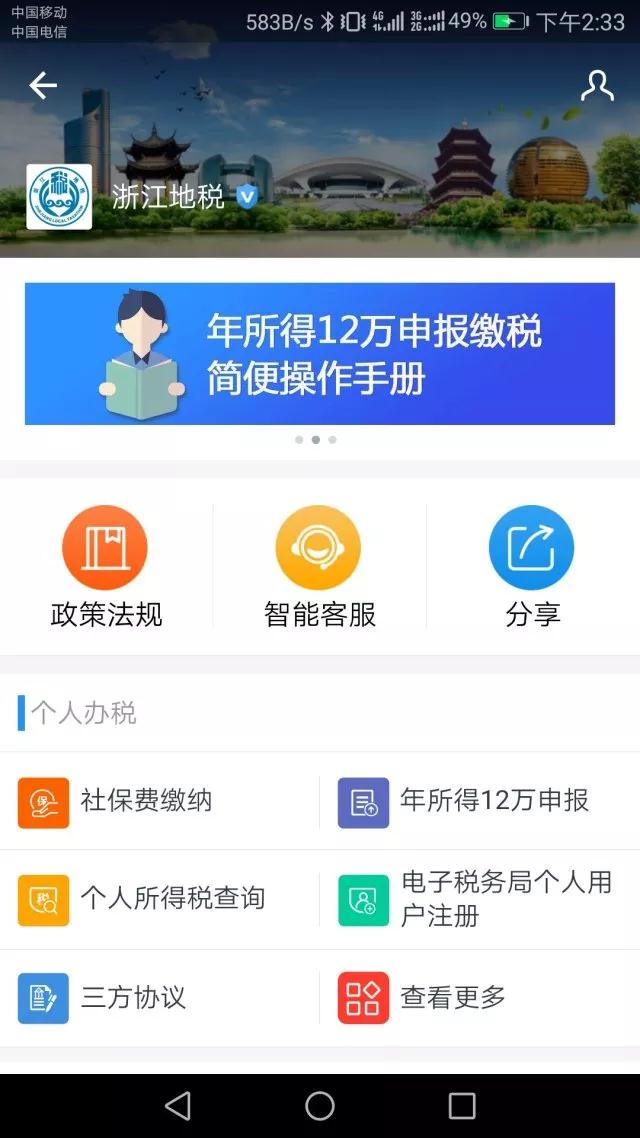 中国移动
中国电信
583B/s 4G 3G 2G 49% 下午2:33
浙江地税
年所得12万申报缴税
简便操作手册
政策法规
智能客服
分享
个人办税
社保费缴纳
年所得12万申报
个人所得税查询
电子税务局个人用
户注册
三方协议
查看更多